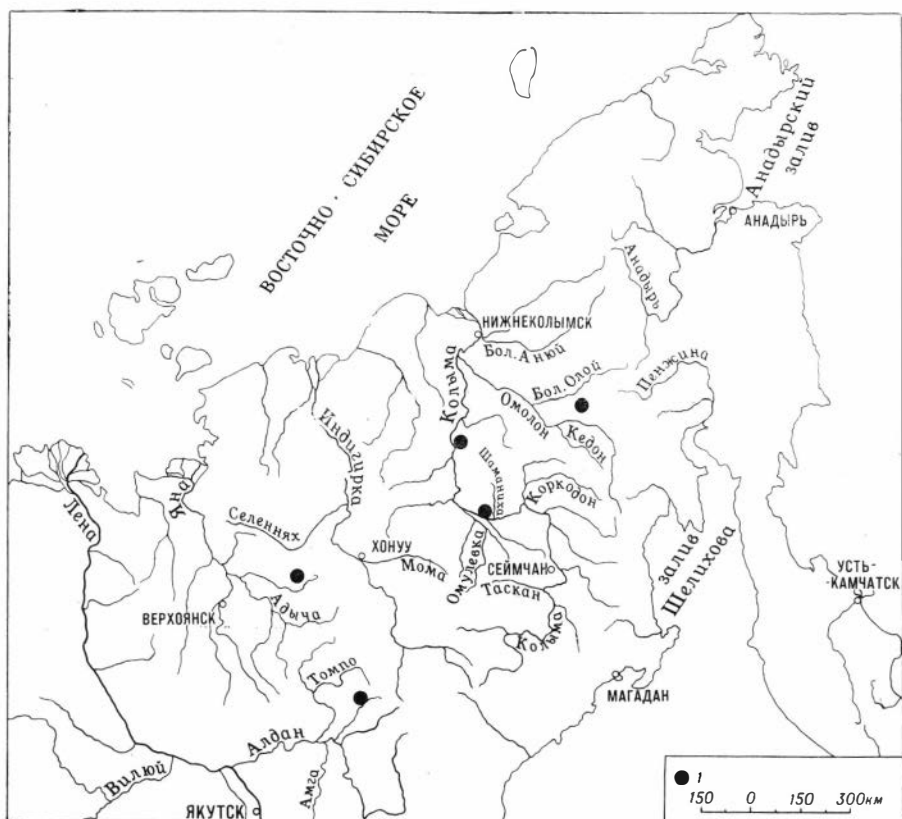 ВОСТОЧНО · СИБИРСКОЕ
МОРЕ
Анадырский
залив
АНАДЫРЬ
Анадырь
НИЖНЕКОЛЫМСК
Бол. Анюй
Пенжина
Бол. Олой
Колыма
Омолон
Кедон
Индигирка
Шаманиха
Коркодон
Лена
Яна
Селеннях
ХОНУУ
Мома
Омулевка
СЕЙМЧАН
Таскан
залив
Шелихова
УСТЬ-
-КАМЧАТСК
Адыча
ВЕРХОЯНСК
Колыма
Томпо
МАГАДАН
Алдан
Вилюй
Амга
ЯКУТСК
1
150 0 150 300км